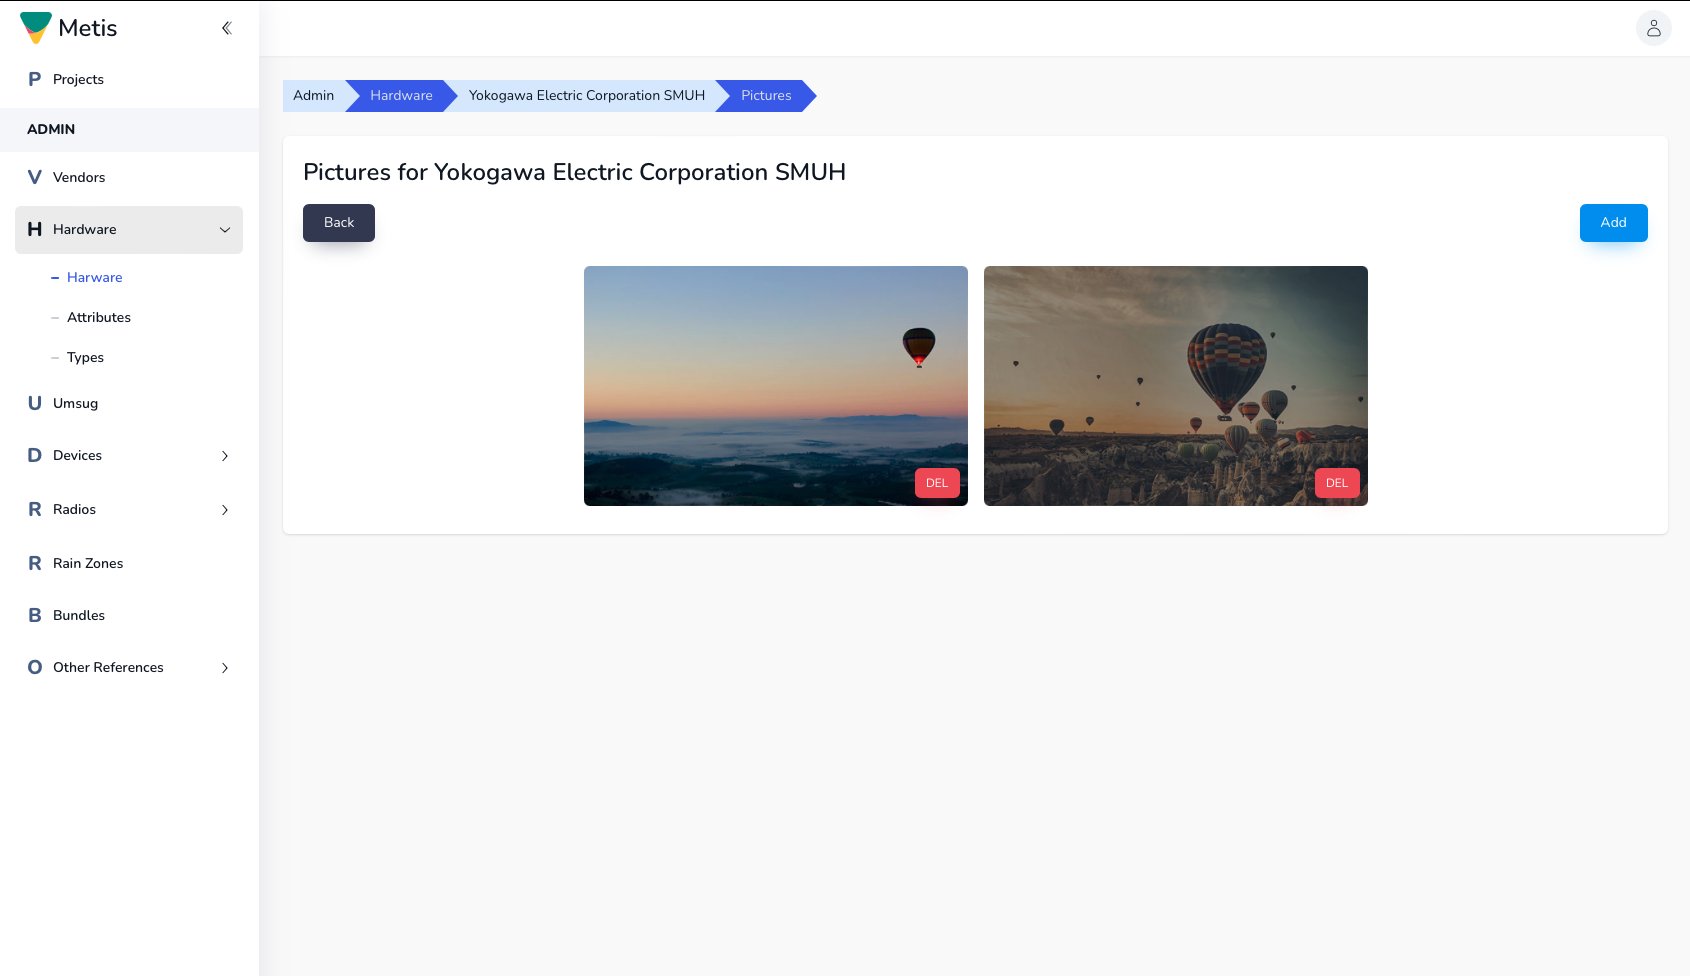 Metis
P Projects
ADMIN
V Vendors
H Hardware
Harware
Attributes
Types
U Umsug
D Devices
R Radios
R Rain Zones
B Bundles
O Other References
Admin Hardware Yokogawa Electric Corporation SMUH Pictures
Pictures for Yokogawa Electric Corporation SMUH
Back Add
DEL DEL